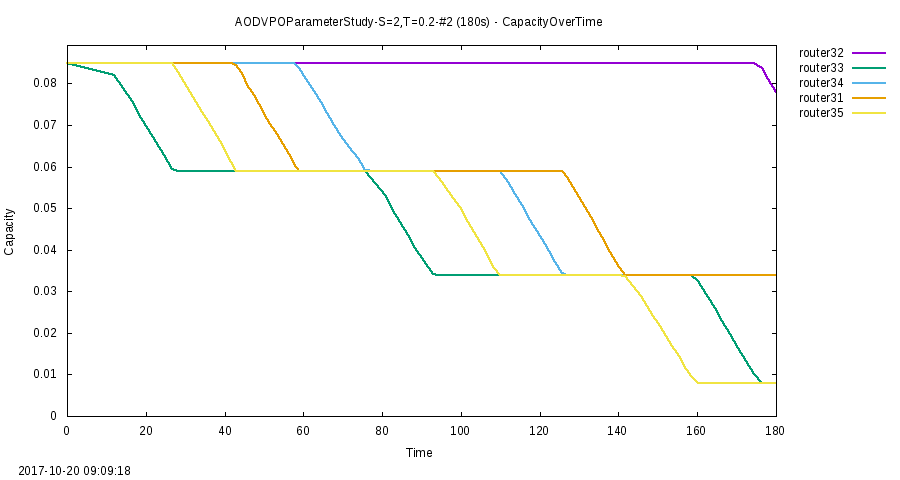 AODVPOParameterStudy-S=2,T=0.2-#2 (180s) - CapacityOverTime
router32
router33
router34
router31
router35
0.08
0.07
0.06
0.05
0.04
0.03
0.02
0.01
0
Capacity
0 20 40 60 80 100 120 140 160 180
Time
2017-10-20 09:09:18